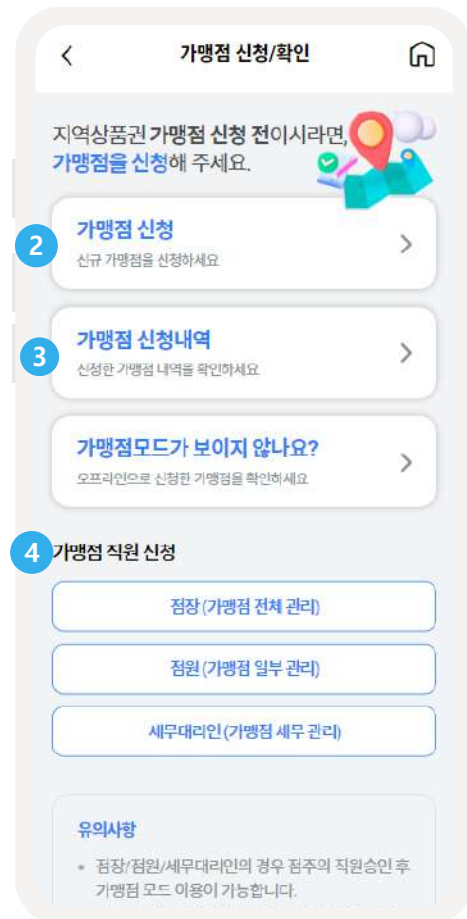 가맹점 신청/확인
지역상품권 가맹점 신청 전이시라면,
가맹점을 신청해 주세요.
2
가맹점 신청
신규 가맹점을 신청하세요
3
가맹점 신청내역
신청한 가맹점 내역을 확인하세요
가맹점모드가 보이지 않나요?
오프라인으로 신청한 가맹점을 확인하세요
4 가맹점 직원 신청
점장 (가맹점 전체 관리)
점원 (가맹점 일부 관리)
세무대리인 (가맹점 세무 관리)
유의사항
• 점장/점원/세무대리인의 경우 점주의 직원승인 후
가맹점 모드 이용이 가능합니다.